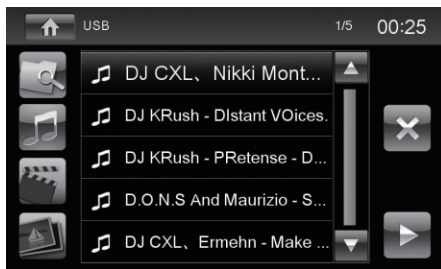 USB 1/5 00:25
DJ CXL、Nikki Mont...
DJ KRush - DIstant VOices.
DJ KRush - PRetense - D...
D.O.N.S And Maurizio - S...
DJ CXL、Ermehn - Make ...